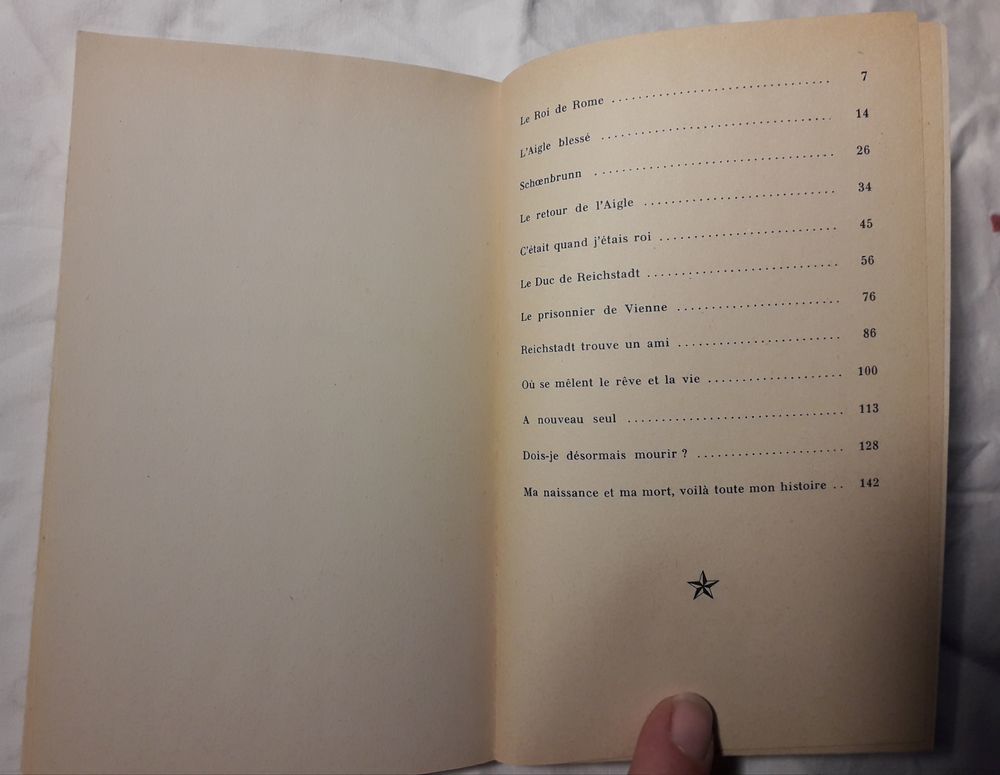 Le Roi de Rome ................................ 7
L'Aigle blessé ................................ 14
Schœnbrunn ................................ 26
Le retour de l'Aigle ............................ 34
C'était quand j'étais roi .......................... 45
Le Duc de Reichstadt ............................ 56
Le prisonnier de Vienne ........................ 76
Reichstadt trouve un ami ........................ 86
Où se mêlent le rêve et la vie .................... 100
A nouveau seul ................................ 113
Dois-je désormais mourir ? ...................... 128
Ma naissance et ma mort, voilà toute mon histoire .. 142